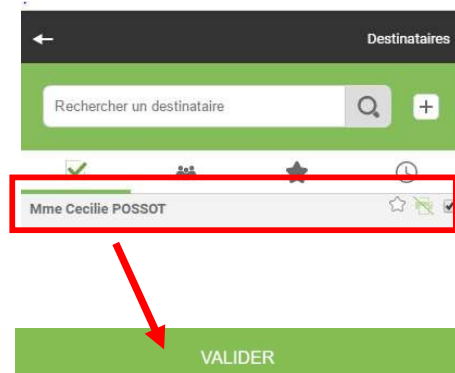 Destinataires
Rechercher un destinataire
Mme Cecilie POSSOT
VALIDER